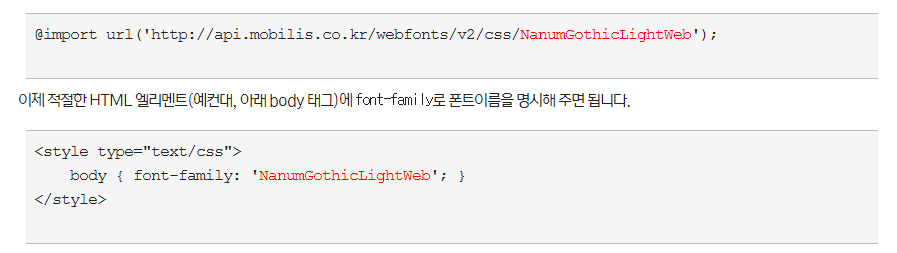 @import url('http://api.mobilis.co.kr/webfonts/v2/css/NanumGothicLightWeb');
이제 적절한 HTML 엘리먼트(예컨대, 아래 body 태그)에 font-family로 폰트이름을 명시해 주면 됩니다.
<style type="text/css">
    body { font-family: 'NanumGothicLightWeb'; }
</style>